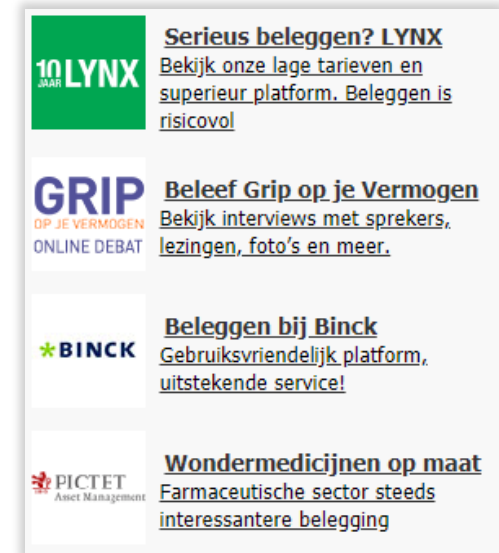 10 JAAR LYNX
Serieus beleggen? LYNX
Bekijk onze lage tarieven en
superieur platform. Beleggen is
risicovol
GRIP
OP JE VERMOGEN
ONLINE DEBAT
Beleef Grip op je Vermogen
Bekijk interviews met sprekers,
lezingen, foto's en meer.
*BINCK
Beleggen bij Binck
Gebruiksvriendelijk platform,
uitstekende service!
PICTET
Asset Management
Wondermedicijnen op maat
Farmaceutische sector steeds
interessantere belegging